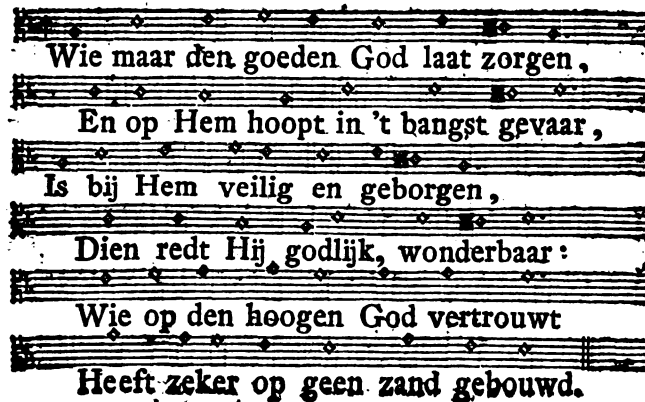 Wie maar den goeden God laat zorgen,
En op Hem hoopt in 't bangst gevaar,
Is bij Hem veilig en geborgen,
Dien redt Hij godlijk, wonderbaar:
Wie op den hoogen God vertrouwt
Heeft zeker op geen zand gebouwd.